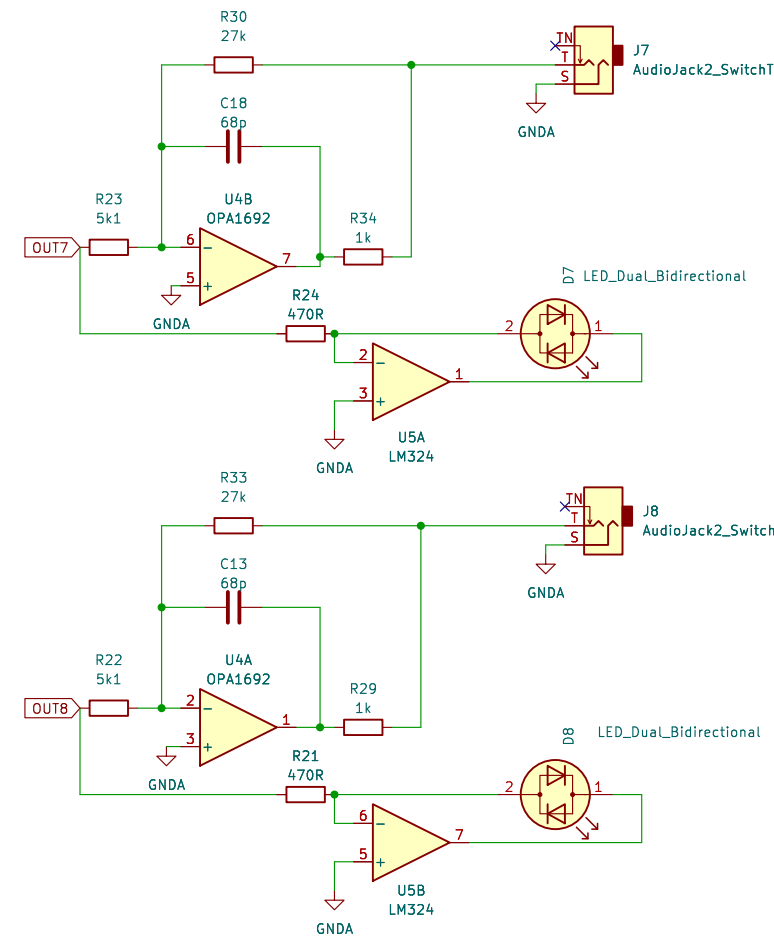 R30
27k
TN
T
S
J7
AudioJack2_SwitchT
GNDA
C18
68p
R23
5k1
U4B
OPA1692
R34
1k
OUT7
6
5
7
GNDA
D7
LED_Dual_Bidirectional
R24
470R
2
1
2
3
1
U5A
LM324
GNDA
R33
27k
TN
T
S
J8
AudioJack2_Switch
GNDA
C13
68p
R22
5k1
U4A
OPA1692
R29
1k
OUT8
2
3
1
GNDA
D8
LED_Dual_Bidirectional
R21
470R
2
1
6
5
7
U5B
LM324
GNDA